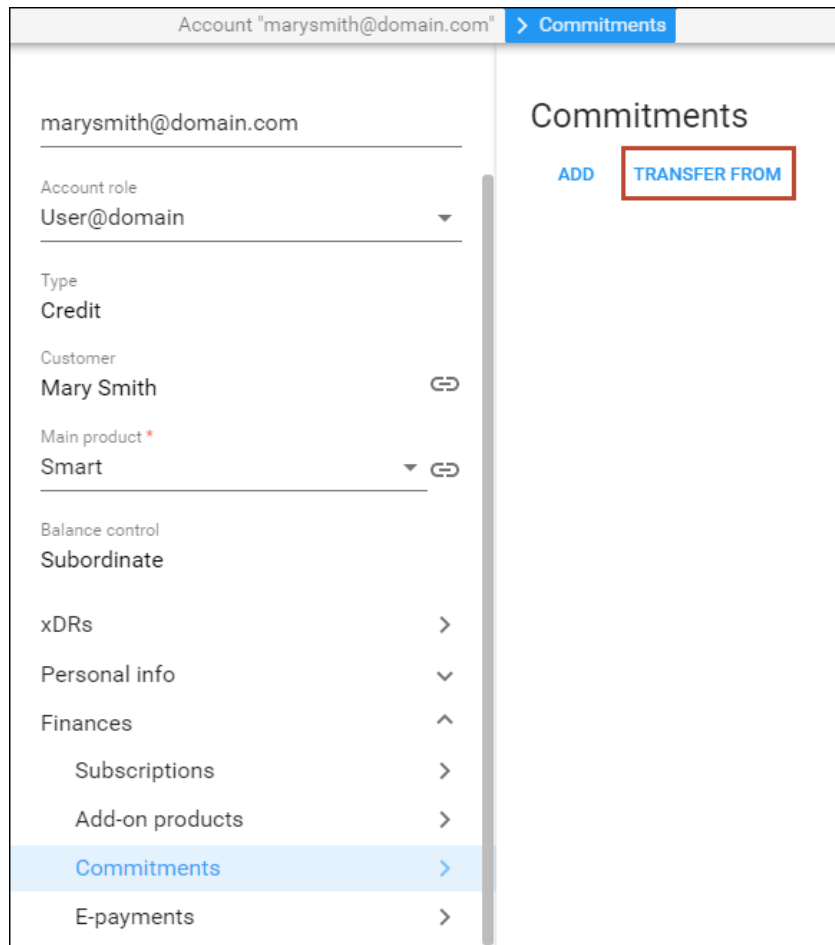 Account "marysmith@domain.com" Commitments
marysmith@domain.com
Account role
User@domain
Type
Credit
Customer
Mary Smith
Main product *
Smart
Balance control
Subordinate
xDRs
Personal info
Finances
Subscriptions
Add-on products
Commitments
E-payments
Commitments
ADD TRANSFER FROM